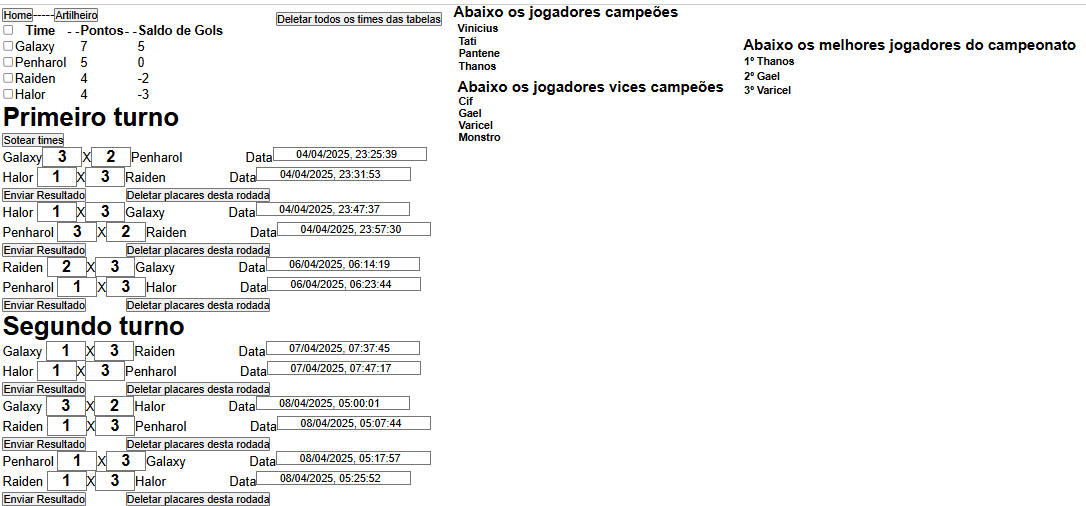 Home-----Artilheiro
Deletar todos os times das tabelas
Time - -Pontos- -Saldo de Gols
Galaxy 7 5
Penharol 5 0
Raiden 4 -2
Halor 4 -3
Primeiro turno
Sotear times
Galaxy 3 X 2 Penharol Data 04/04/2025, 23:25:39
Halor 1 X 3 Raiden Data 04/04/2025, 23:31:53
Enviar Resultado Deletar placares desta rodada
Halor 1 X 3 Galaxy Data 04/04/2025, 23:47:37
Penharol 3 X 2 Raiden Data 04/04/2025, 23:57:30
Enviar Resultado Deletar placares desta rodada
Raiden 2 X 3 Galaxy Data 06/04/2025, 06:14:19
Penharol 1 X 3 Halor Data 06/04/2025, 06:23:44
Enviar Resultado Deletar placares desta rodada
Segundo turno
Galaxy 1 X 3 Raiden Data 07/04/2025, 07:37:45
Halor 1 X 3 Penharol Data 07/04/2025, 07:47:17
Enviar Resultado Deletar placares desta rodada
Galaxy 3 X 2 Halor Data 08/04/2025, 05:00:01
Raiden 1 X 3 Penharol Data 08/04/2025, 05:07:44
Enviar Resultado Deletar placares desta rodada
Penharol 1 X 3 Galaxy Data 08/04/2025, 05:17:57
Raiden 1 X 3 Halor Data 08/04/2025, 05:25:52
Enviar Resultado Deletar placares desta rodada
Abaixo os jogadores campeões
Vinicius
Tati
Pantene
Thanos
Abaixo os jogadores vices campeões
Cif
Gael
Varicel
Monstro
Abaixo os melhores jogadores do campeonato
1º Thanos
2º Gael
3º Varicel